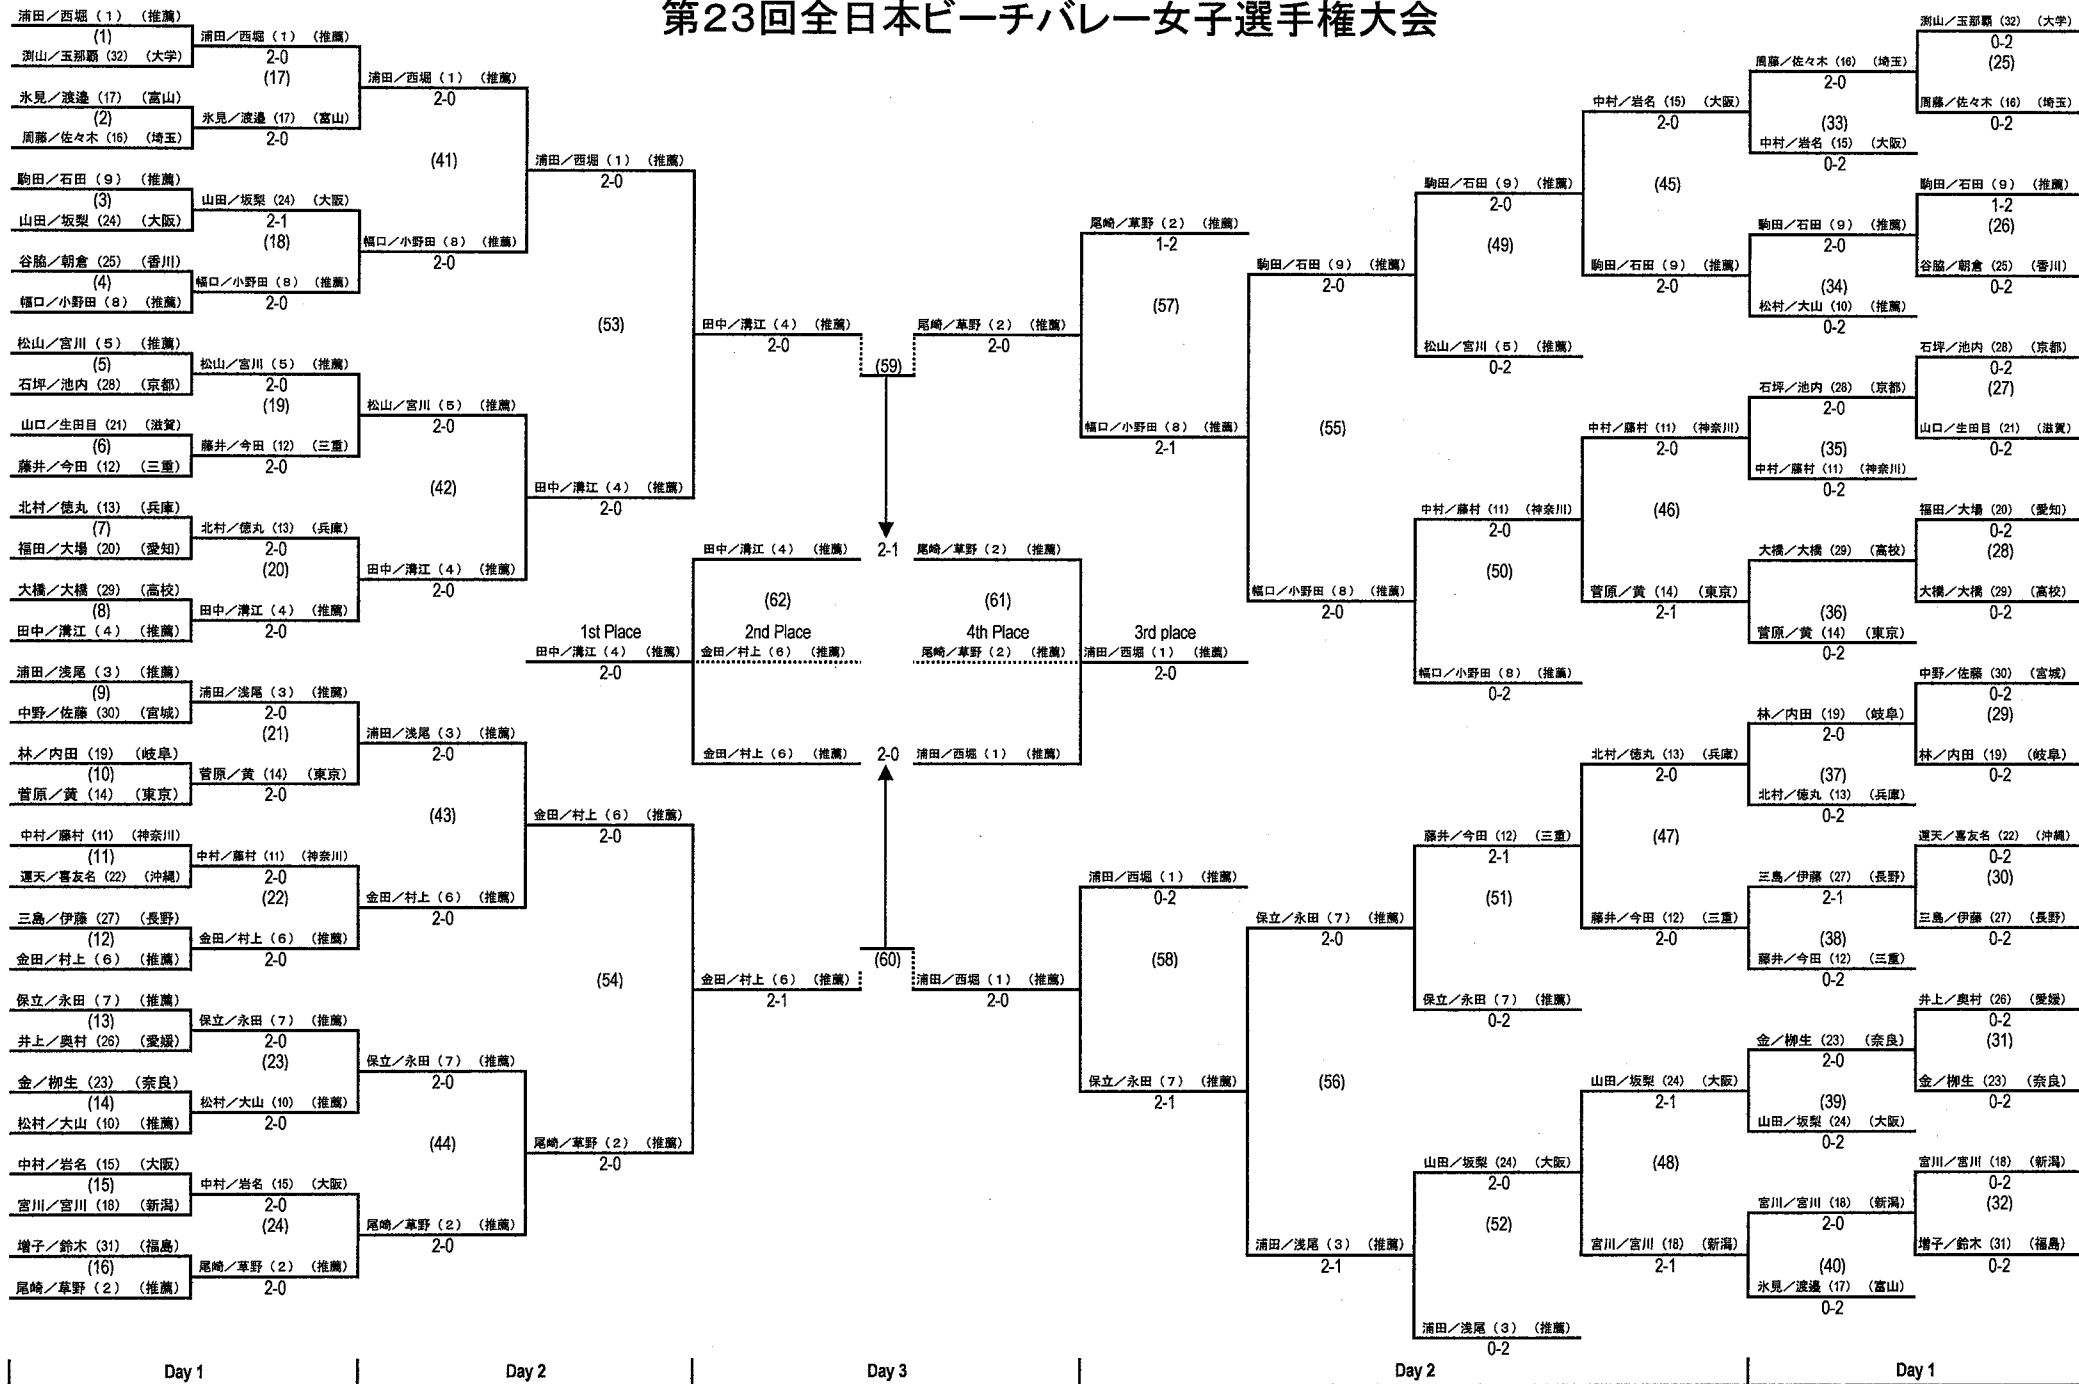 第23回全日本ビーチバレー女子選手権大会
浦田／西堀（1）（推薦）
(1)
渕山／玉那覇（32）（大学）
氷見／渡邉（17）（富山）
(2)
周藤／佐々木（16）（埼玉）
駒田／石田（9）（推薦）
(3)
山田／坂梨（24）（大阪）
谷脇／朝倉（25）（香川）
(4)
幅口／小野田（8）（推薦）
松山／宮川（5）（推薦）
(5)
石坪／池内（28）（京都）
山口／生田目（21）（滋賀）
(6)
藤井／今田（12）（三重）
北村／徳丸（13）（兵庫）
(7)
福田／大場（20）（愛知）
大橋／大橋（29）（高校）
(8)
田中／溝江（4）（推薦）
浦田／浅尾（3）（推薦）
(9)
中野／佐藤（30）（宮城）
林／内田（19）（岐阜）
(10)
菅原／黄（14）（東京）
中村／藤村（11）（神奈川）
(11)
運天／喜友名（22）（沖縄）
三島／伊藤（27）（長野）
(12)
金田／村上（6）（推薦）
保立／永田（7）（推薦）
(13)
井上／奥村（26）（愛媛）
金／柳生（23）（奈良）
(14)
松村／大山（10）（推薦）
中村／岩名（15）（大阪）
(15)
宮川／宮川（18）（新潟）
増子／鈴木（31）（福島）
(16)
尾崎／草野（2）（推薦）
浦田／西堀（1）（推薦）
2-0
(17)
氷見／渡邉（17）（富山）
2-0
山田／坂梨（24）（大阪）
2-1
(18)
幅口／小野田（8）（推薦）
2-0
松山／宮川（5）（推薦）
2-0
(19)
藤井／今田（12）（三重）
2-0
北村／徳丸（13）（兵庫）
2-0
(20)
田中／溝江（4）（推薦）
2-0
浦田／浅尾（3）（推薦）
2-0
(21)
菅原／黄（14）（東京）
2-0
中村／藤村（11）（神奈川）
2-0
(22)
金田／村上（6）（推薦）
2-0
保立／永田（7）（推薦）
2-0
(23)
松村／大山（10）（推薦）
2-0
中村／岩名（15）（大阪）
2-0
(24)
尾崎／草野（2）（推薦）
2-0
浦田／西堀（1）（推薦）
2-0
(41)
幅口／小野田（8）（推薦）
2-0
松山／宮川（5）（推薦）
2-0
(42)
田中／溝江（4）（推薦）
2-0
浦田／浅尾（3）（推薦）
2-0
(43)
金田／村上（6）（推薦）
2-0
保立／永田（7）（推薦）
2-0
(44)
尾崎／草野（2）（推薦）
2-0
浦田／西堀（1）（推薦）
2-0
(53)
田中／溝江（4）（推薦）
2-0
1st Place
田中／溝江（4）（推薦）
2-0
金田／村上（6）（推薦）
2-0
(54)
尾崎／草野（2）（推薦）
2-0
田中／溝江（4）（推薦）
2-0
(59)
尾崎／草野（2）（推薦）
2-0
田中／溝江（4）（推薦）
2-1
尾崎／草野（2）（推薦）
(62)
(61)
2nd Place
4th Place
3rd place
金田／村上（6）（推薦）
尾崎／草野（2）（推薦）
浦田／西堀（1）（推薦）
2-0
金田／村上（6）（推薦）
2-0
浦田／西堀（1）（推薦）
金田／村上（6）（推薦）
2-1
(60)
浦田／西堀（1）（推薦）
2-0
尾崎／草野（2）（推薦）
1-2
(57)
幅口／小野田（8）（推薦）
2-1
浦田／西堀（1）（推薦）
0-2
(58)
保立／永田（7）（推薦）
2-1
駒田／石田（9）（推薦）
2-0
(55)
幅口／小野田（8）（推薦）
2-0
保立／永田（7）（推薦）
2-0
(56)
浦田／浅尾（3）（推薦）
2-1
駒田／石田（9）（推薦）
2-0
(49)
松山／宮川（5）（推薦）
0-2
中村／藤村（11）（神奈川）
2-0
(50)
幅口／小野田（8）（推薦）
0-2
藤井／今田（12）（三重）
2-1
(51)
保立／永田（7）（推薦）
0-2
山田／坂梨（24）（大阪）
2-0
(52)
浦田／浅尾（3）（推薦）
0-2
中村／岩名（15）（大阪）
2-0
(45)
駒田／石田（9）（推薦）
2-0
中村／藤村（11）（神奈川）
2-0
(46)
菅原／黄（14）（東京）
2-1
北村／徳丸（13）（兵庫）
2-0
(47)
藤井／今田（12）（三重）
2-0
山田／坂梨（24）（大阪）
2-1
(48)
宮川／宮川（18）（新潟）
2-1
周藤／佐々木（16）（埼玉）
2-0
(33)
中村／岩名（15）（大阪）
0-2
駒田／石田（9）（推薦）
2-0
(34)
松村／大山（10）（推薦）
0-2
石坪／池内（28）（京都）
2-0
(35)
中村／藤村（11）（神奈川）
0-2
大橋／大橋（29）（高校）
(36)
菅原／黄（14）（東京）
0-2
林／内田（19）（岐阜）
2-0
(37)
北村／徳丸（13）（兵庫）
0-2
三島／伊藤（27）（長野）
2-1
(38)
藤井／今田（12）（三重）
0-2
金／柳生（23）（奈良）
2-0
(39)
山田／坂梨（24）（大阪）
0-2
宮川／宮川（18）（新潟）
2-0
(40)
氷見／渡邉（17）（富山）
0-2
渕山／玉那覇（32）（大学）
0-2
(25)
周藤／佐々木（16）（埼玉）
0-2
駒田／石田（9）（推薦）
1-2
(26)
谷脇／朝倉（25）（香川）
0-2
石坪／池内（28）（京都）
0-2
(27)
山口／生田目（21）（滋賀）
0-2
福田／大場（20）（愛知）
0-2
(28)
大橋／大橋（29）（高校）
0-2
中野／佐藤（30）（宮城）
0-2
(29)
林／内田（19）（岐阜）
0-2
運天／喜友名（22）（沖縄）
0-2
(30)
三島／伊藤（27）（長野）
0-2
井上／奥村（26）（愛媛）
0-2
(31)
金／柳生（23）（奈良）
0-2
宮川／宮川（18）（新潟）
0-2
(32)
増子／鈴木（31）（福島）
0-2
Day 1
Day 2
Day 3
Day 2
Day 1